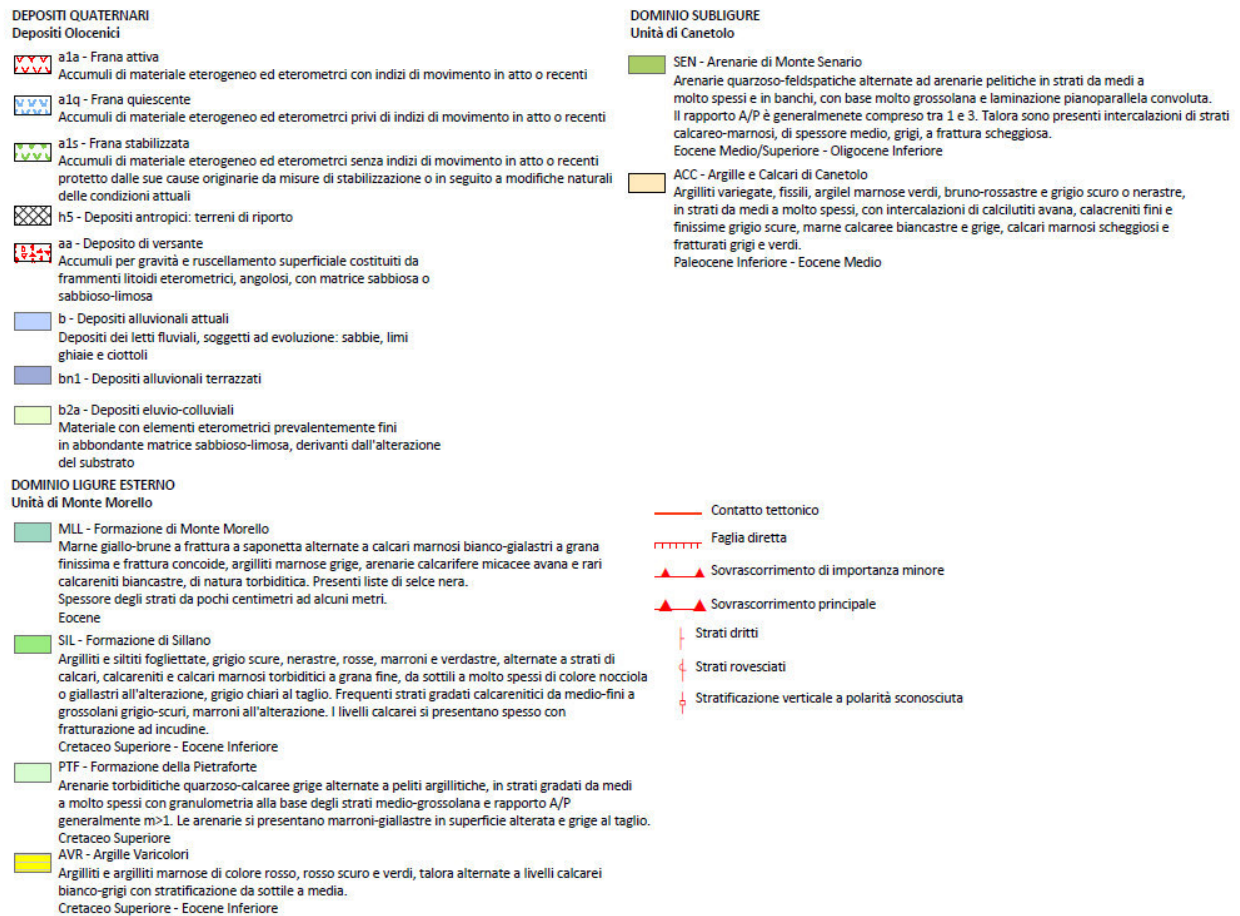 DEPOSITI QUATERNARI
Depositi Olocenici
a1a - Frana attiva
Accumuli di materiale eterogeneo ed eterometrci con indizi di movimento in atto o recenti
a1q - Frana quiescente
Accumuli di materiale eterogeneo ed eterometrci privi di indizi di movimento in atto o recenti
a1s - Frana stabilizzata
Accumuli di materiale eterogeneo ed eterometrci senza indizi di movimento in atto o recenti
protetto dalle sue cause originarie da misure di stabilizzazione o in seguito a modifiche naturali
delle condizioni attuali
h5 - Depositi antropici: terreni di riporto
aa - Deposito di versante
Accumuli per gravità e ruscellamento superficiale costituiti da
frammenti litoidi eterometrici, angolosi, con matrice sabbiosa o
sabbioso-limosa
b - Depositi alluvionali attuali
Depositi dei letti fluviali, soggetti ad evoluzione: sabbie, limi
ghiaie e ciottoli
bn1 - Depositi alluvionali terrazzati
b2a - Depositi eluvio-colluviali
Materiale con elementi eterometrici prevalentemente fini
in abbondante matrice sabbioso-limosa, derivanti dall'alterazione
del substrato
DOMINIO LIGURE ESTERNO
Unità di Monte Morello
MLL - Formazione di Monte Morello
Marne giallo-brune a frattura a saponetta alternate a calcari marnosi bianco-gialastri a grana
finissima e frattura concoide, argilliti marnose grige, arenarie calcarifere micacee avana e rari
calcareniti biancastre, di natura torbiditica. Presenti liste di selce nera.
Spessore degli strati da pochi centimetri ad alcuni metri.
Eocene
SIL - Formazione di Sillano
Argilliti e siltiti fogliettate, grigio scure, nerastre, rosse, marroni e verdastre, alternate a strati di
calcari, calcareniti e calcari marnosi torbiditici a grana fine, da sottili a molto spessi di colore nocciola
o giallastri all'alterazione, grigio chiari al taglio. Frequenti strati gradati calcarenitici da medio-fini a
grossolani grigio-scuri, marroni all'alterazione. I livelli calcarei si presentano spesso con
fratturazione ad incudine.
Cretaceo Superiore - Eocene Inferiore
PTF - Formazione della Pietraforte
Arenarie torbiditiche quarzoso-calcaree grige alternate a peliti argillitiche, in strati gradati da medi
a molto spessi con granulometria alla base degli strati medio-grossolana e rapporto A/P
generalmente m>1. Le arenarie si presentano marroni-giallastre in superficie alterata e grige al taglio.
Cretaceo Superiore
AVR - Argille Varicolori
Argilliti e argilliti marnose di colore rosso, rosso scuro e verdi, talora alternate a livelli calcarei
bianco-grigi con stratificazione da sottile a media.
Cretaceo Superiore - Eocene Inferiore
DOMINIO SUBLIGURE
Unità di Canetolo
SEN - Arenarie di Monte Senario
Arenarie quarzoso-feldspatiche alternate ad arenarie pelitiche in strati da medi a
molto spessi e in banchi, con base molto grossolana e laminazione pianoparallela convoluta.
Il rapporto A/P è generalmenete compreso tra 1 e 3. Talora sono presenti intercalazioni di strati
calcareo-marnosi, di spessore medio, grigi, a frattura scheggiosa.
Eocene Medio/Superiore - Oligocene Inferiore
ACC - Argille e Calcari di Canetolo
Argilliti variegate, fissili, argilel marnose verdi, bruno-rossastre e grigio scuro o nerastre,
in strati da medi a molto spessi, con intercalazioni di calcilutiti avana, calacreniti fini e
finissime grigio scure, marne calcaree biancastre e grige, calcari marnosi scheggiosi e
fratturati grigi e verdi.
Paleocene Inferiore - Eocene Medio
Contatto tettonico
Faglia diretta
Sovrascorrimento di importanza minore
Sovrascorrimento principale
Strati dritti
Strati rovesciati
Stratificazione verticale a polarità sconosciuta